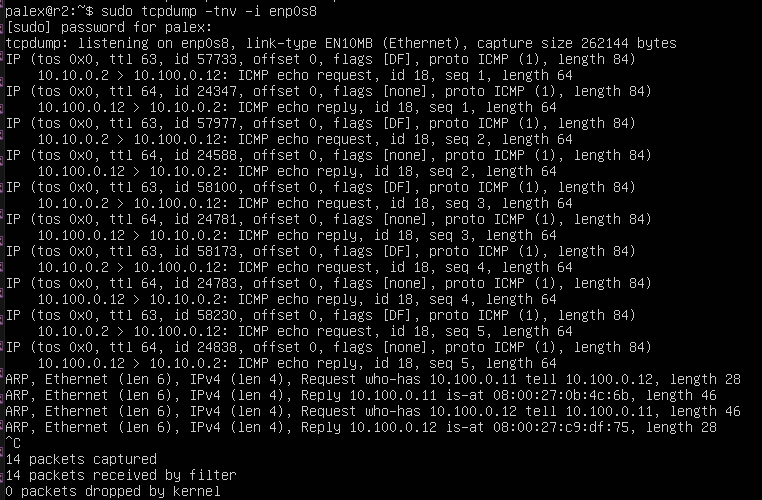 palex@r2:~$ sudo tcpdump -tnv -i enp0s8
[sudo] password for palex:
tcpdump: listening on enp0s8, link-type EN10MB (Ethernet), capture size 262144 bytes
IP (tos 0x0, ttl 63, id 57733, offset 0, flags [DF], proto ICMP (1), length 84)
    10.10.0.2 > 10.100.0.12: ICMP echo request, id 18, seq 1, length 64
IP (tos 0x0, ttl 64, id 24347, offset 0, flags [none], proto ICMP (1), length 84)
    10.100.0.12 > 10.10.0.2: ICMP echo reply, id 18, seq 1, length 64
IP (tos 0x0, ttl 63, id 57977, offset 0, flags [DF], proto ICMP (1), length 84)
    10.10.0.2 > 10.100.0.12: ICMP echo request, id 18, seq 2, length 64
IP (tos 0x0, ttl 64, id 24588, offset 0, flags [none], proto ICMP (1), length 84)
    10.100.0.12 > 10.10.0.2: ICMP echo reply, id 18, seq 2, length 64
IP (tos 0x0, ttl 63, id 58100, offset 0, flags [DF], proto ICMP (1), length 84)
    10.10.0.2 > 10.100.0.12: ICMP echo request, id 18, seq 3, length 64
IP (tos 0x0, ttl 64, id 24781, offset 0, flags [none], proto ICMP (1), length 84)
    10.100.0.12 > 10.10.0.2: ICMP echo reply, id 18, seq 3, length 64
IP (tos 0x0, ttl 63, id 58173, offset 0, flags [DF], proto ICMP (1), length 84)
    10.10.0.2 > 10.100.0.12: ICMP echo request, id 18, seq 4, length 64
IP (tos 0x0, ttl 64, id 24783, offset 0, flags [none], proto ICMP (1), length 84)
    10.100.0.12 > 10.10.0.2: ICMP echo reply, id 18, seq 4, length 64
IP (tos 0x0, ttl 63, id 58230, offset 0, flags [DF], proto ICMP (1), length 84)
    10.10.0.2 > 10.100.0.12: ICMP echo request, id 18, seq 5, length 64
IP (tos 0x0, ttl 64, id 24838, offset 0, flags [none], proto ICMP (1), length 84)
    10.100.0.12 > 10.10.0.2: ICMP echo reply, id 18, seq 5, length 64
ARP, Ethernet (len 6), IPv4 (len 4), Request who-has 10.100.0.11 tell 10.100.0.12, length 28
ARP, Ethernet (len 6), IPv4 (len 4), Reply 10.100.0.11 is-at 08:00:27:0b:4c:6b, length 46
ARP, Ethernet (len 6), IPv4 (len 4), Request who-has 10.100.0.12 tell 10.100.0.11, length 46
ARP, Ethernet (len 6), IPv4 (len 4), Reply 10.100.0.12 is-at 08:00:27:c9:df:75, length 28
^C
14 packets captured
14 packets received by filter
0 packets dropped by kernel